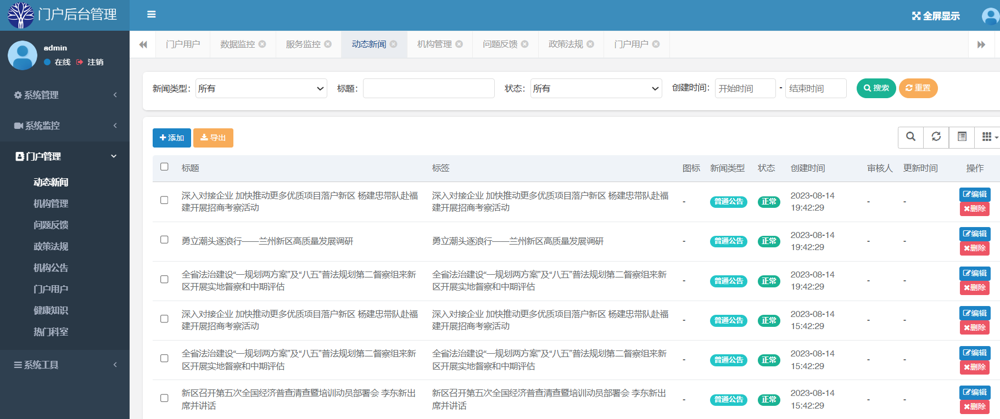 门户后台管理
全屏显示
admin
在线 注销
系统管理
系统监控
门户管理
动态新闻
机构管理
问题反馈
政策法规
机构公告
门户用户
健康知识
热门科室
系统工具
门户用户 数据监控 服务监控 动态新闻 机构管理 问题反馈 政策法规 门户用户
新闻类型： 所有 标题： 状态： 所有 创建时间： 开始时间 - 结束时间 搜索 重置
添加 导出
标题 标签 图标 新闻类型 状态 创建时间 审核人 更新时间 操作
深入对接企业 加快推动更多优质项目落户新区 杨建忠带队赴福
建开展招商考察活动
深入对接企业 加快推动更多优质项目落户新区 杨建忠带队赴福
建开展招商考察活动
- 普通公告 正常
2023-08-14
19:42:29
- -
编辑
删除
勇立潮头逐浪行——兰州新区高质量发展调研
勇立潮头逐浪行——兰州新区高质量发展调研
- 普通公告 正常
2023-08-14
19:42:29
- -
编辑
删除
全省法治建设“一规划两方案”及“八五”普法规划第二督察组来新
区开展实地督察和中期评估
全省法治建设“一规划两方案”及“八五”普法规划第二督察组来新
区开展实地督察和中期评估
- 普通公告 正常
2023-08-14
19:42:29
- -
编辑
删除
深入对接企业 加快推动更多优质项目落户新区 杨建忠带队赴福
建开展招商考察活动
深入对接企业 加快推动更多优质项目落户新区 杨建忠带队赴福
建开展招商考察活动
- 普通公告 正常
2023-08-14
15:42:29
- -
编辑
删除
全省法治建设“一规划两方案”及“八五”普法规划第二督察组来新
区开展实地督察和中期评估
全省法治建设“一规划两方案”及“八五”普法规划第二督察组来新
区开展实地督察和中期评估
- 普通公告 正常
2023-08-14
15:42:29
- -
编辑
删除
新区召开第五次全国经济普查清查暨培训动员部署会 李东新出
席并讲话
新区召开第五次全国经济普查清查暨培训动员部署会 李东新出
席并讲话
- 普通公告 正常
2023-08-14
15:42:29
- -
编辑
删除